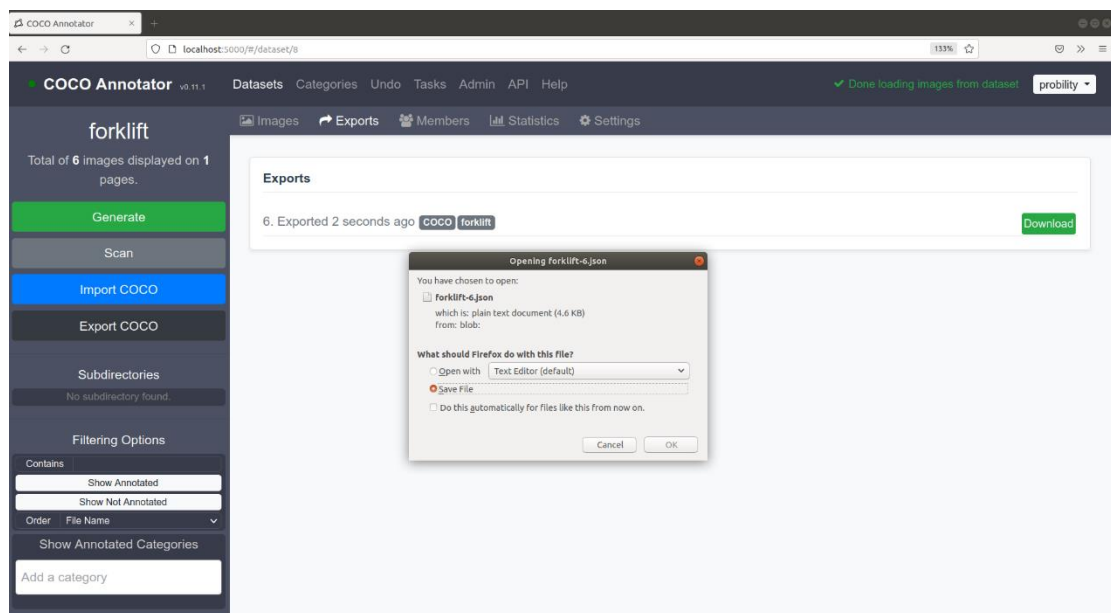 COCO Annotator × +
localhost:5000/#/dataset/8 133%
COCO Annotator v0.11.1 Datasets Categories Undo Tasks Admin API Help ✔ Done loading images from dataset probility
forklift
Total of 6 images displayed on 1
pages.
Generate
Scan
Import COCO
Export COCO
Subdirectories
No subdirectory found.
Filtering Options
Contains
Show Annotated
Show Not Annotated
Order File Name
Show Annotated Categories
Add a category
Images Exports Members Statistics Settings
Exports
6. Exported 2 seconds ago COCO forklift Download
Opening forklift-6.json
You have chosen to open:
forklift-6.json
which is: plain text document (4.6 KB)
from: blob:
What should Firefox do with this file?
Open with Text Editor (default)
Save File
Do this automatically for files like this from now on.
Cancel OK